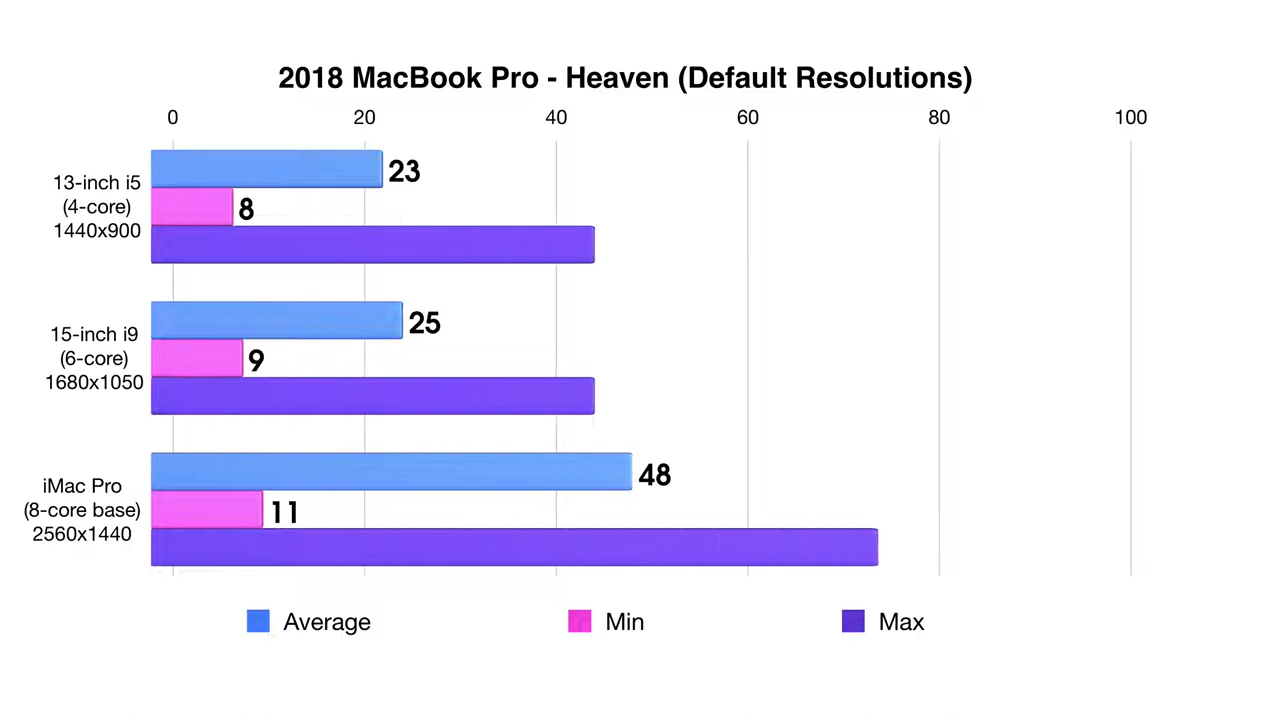 2018 MacBook Pro - Heaven (Default Resolutions)
0 20 40 60 80 100
13-inch i5
(4-core)
1440x900
23
8
15-inch i9
(6-core)
1680x1050
25
9
iMac Pro
(8-core base)
2560x1440
48
11
Average Min Max